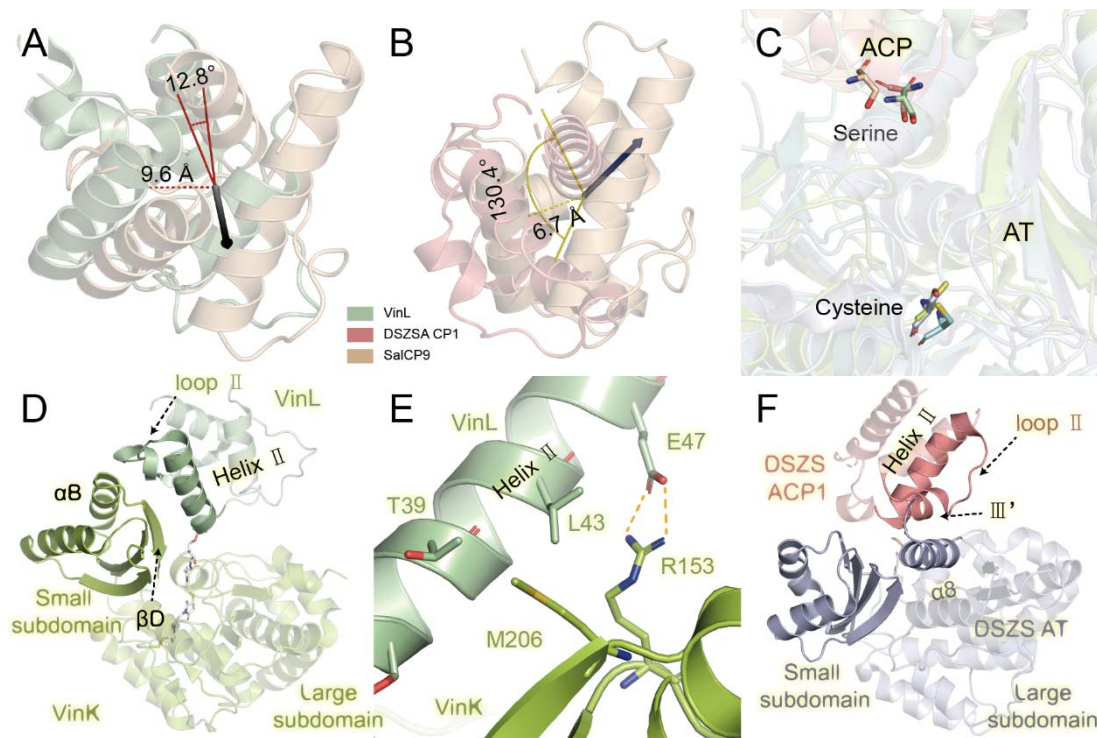 A
12.8°
9.6 Å
B
130.4°
6.7 Å
VinL
DSZSA CP1
SalCP9
C
ACP
Serine
AT
Cysteine
D
loop Ⅱ
VinL
Helix Ⅱ
αB
Small
subdomain
βD
VinK
Large
subdomain
E
VinL
Helix Ⅱ
E47
T39
L43
R153
M206
VinK
F
DSZS
ACP1
Helix Ⅱ
loop Ⅱ
Ⅲ'
α8
DSZS AT
Small
subdomain
Large
subdomain